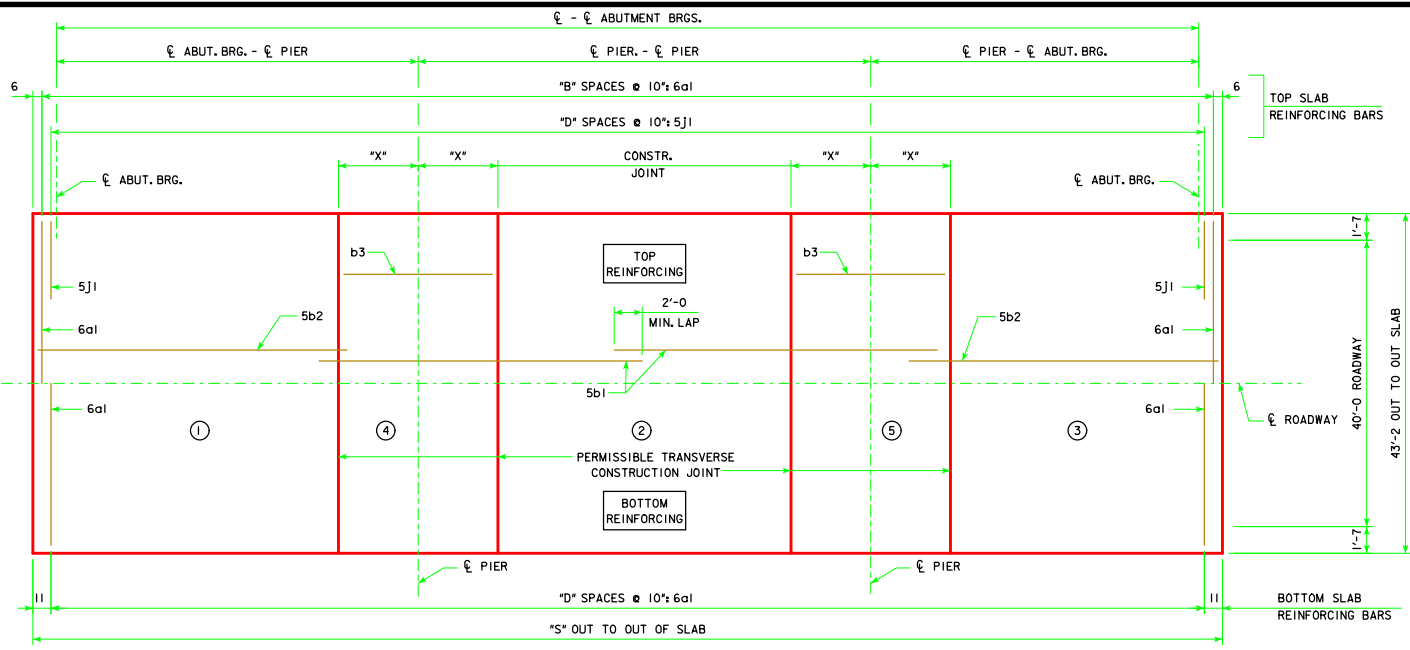 ℄ - ℄ ABUTMENT BRGS.
℄ ABUT. BRG. - ℄ PIER
℄ PIER. - ℄ PIER
℄ PIER - ℄ ABUT. BRG.
6
"B" SPACES @ 10": 6a1
6
TOP SLAB
REINFORCING BARS
"D" SPACES @ 10": 5j1
"X"
"X"
CONSTR.
JOINT
"X"
"X"
℄ ABUT. BRG.
℄ ABUT. BRG.
1'-7
b3
TOP
REINFORCING
b3
5j1
5j1
2'-0
MIN. LAP
5b2
5b2
6a1
6a1
5b1
6a1
6a1
℄ ROADWAY
40'-0 ROADWAY
43'-2 OUT TO OUT SLAB
1
4
2
5
3
PERMISSIBLE TRANSVERSE
CONSTRUCTION JOINT
BOTTOM
REINFORCING
1'-7
℄ PIER
℄ PIER
11
"D" SPACES @ 10": 6a1
11
BOTTOM SLAB
REINFORCING BARS
"S" OUT TO OUT OF SLAB